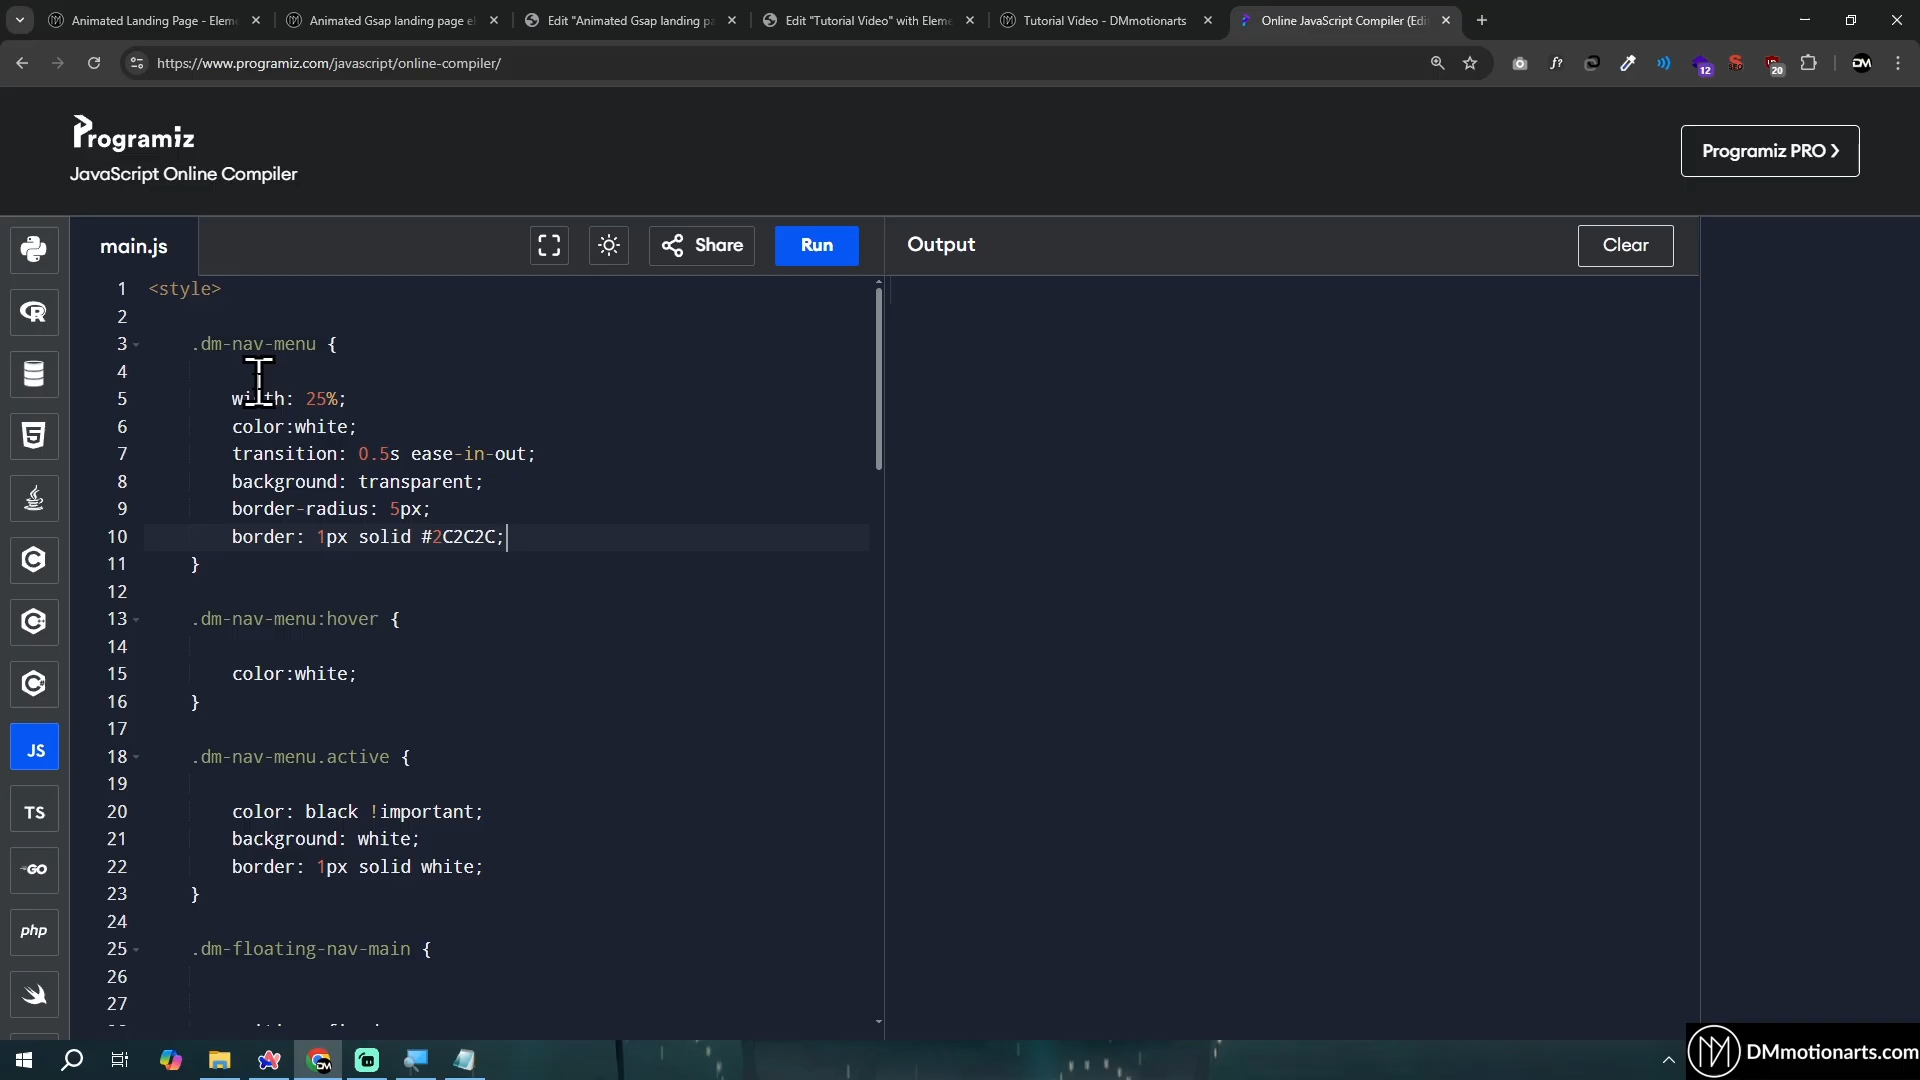 Animated Landing Page - Elem
Animated Gsap landing page el
Edit "Animated Gsap landing pa
Edit "Tutorial Video" with Eleme
Tutorial Video - DMmotionarts
Online JavaScript Compiler (Edi
https://www.programiz.com/javascript/online-compiler/
f?
12
SEO
20
DM
Programiz
JavaScript Online Compiler
Programiz PRO
main.js
Share
Run
Output
Clear
1 <style>
2
3 .dm-nav-menu {
4
5 width: 25%;
6 color:white;
7 transition: 0.5s ease-in-out;
8 background: transparent;
9 border-radius: 5px;
10 border: 1px solid #2C2C2C;
11 }
12
13 .dm-nav-menu:hover {
14
15 color:white;
16 }
17
18 .dm-nav-menu.active {
19
20 color: black !important;
21 background: white;
22 border: 1px solid white;
23 }
24
25 .dm-floating-nav-main {
26
27
JS
TS
GO
php
DMmotionarts.com